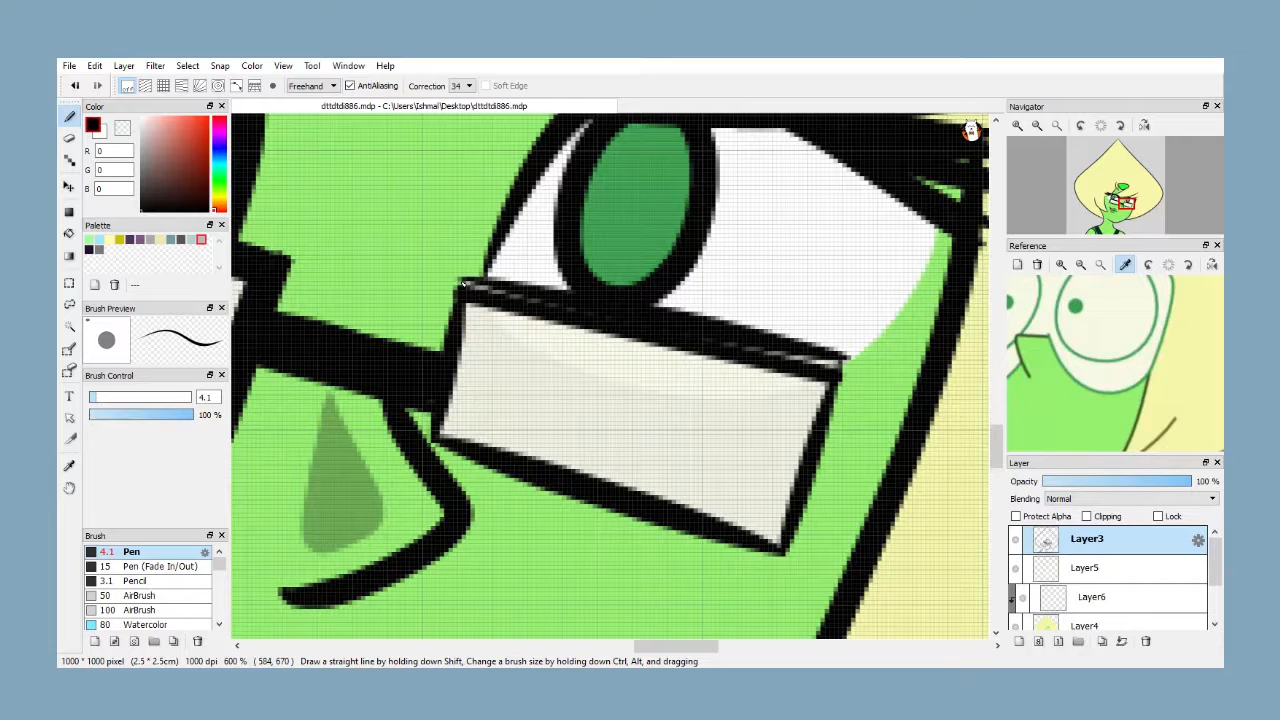 File Edit Layer Filter Select Snap Color View Tool Window Help
off Freehand AntiAliasing Correction 34 Soft Edge
Color
dttdtdi886.mdp - C:\Users\Ishmal\Desktop\dttdtdi886.mdp
Navigator
R 0
G 0
B 0
Palette
---
Reference
Brush Preview
Brush Control
4.1
100 %
Brush
4.1 Pen
15 Pen (Fade In/Out)
3.1 Pencil
50 AirBrush
100 AirBrush
80 Watercolor
Layer
Opacity 100 %
Blending Normal
Protect Alpha Clipping Lock
Layer3
Layer5
Layer6
Layer4
1000 * 1000 pixel (2.5 * 2.5cm) 1000 dpi 600 % ( 584, 670 ) Draw a straight line by holding down Shift, Change a brush size by holding down Ctrl, Alt, and dragging